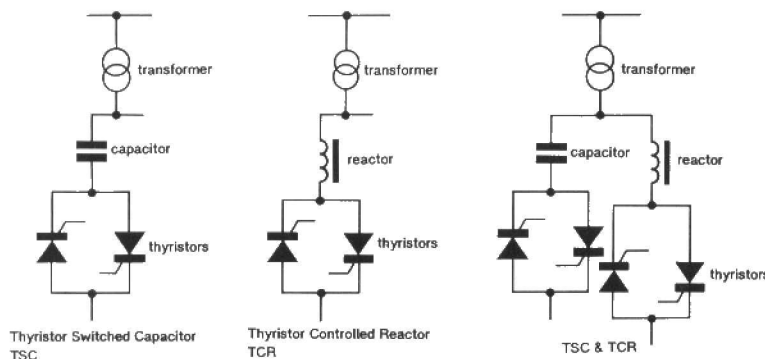 transformer
capacitor
thyristors
Thyristor Switched Capacitor
TSC
transformer
reactor
thyristors
Thyristor Controlled Reactor
TCR
transformer
capacitor
reactor
thyristors
TSC & TCR